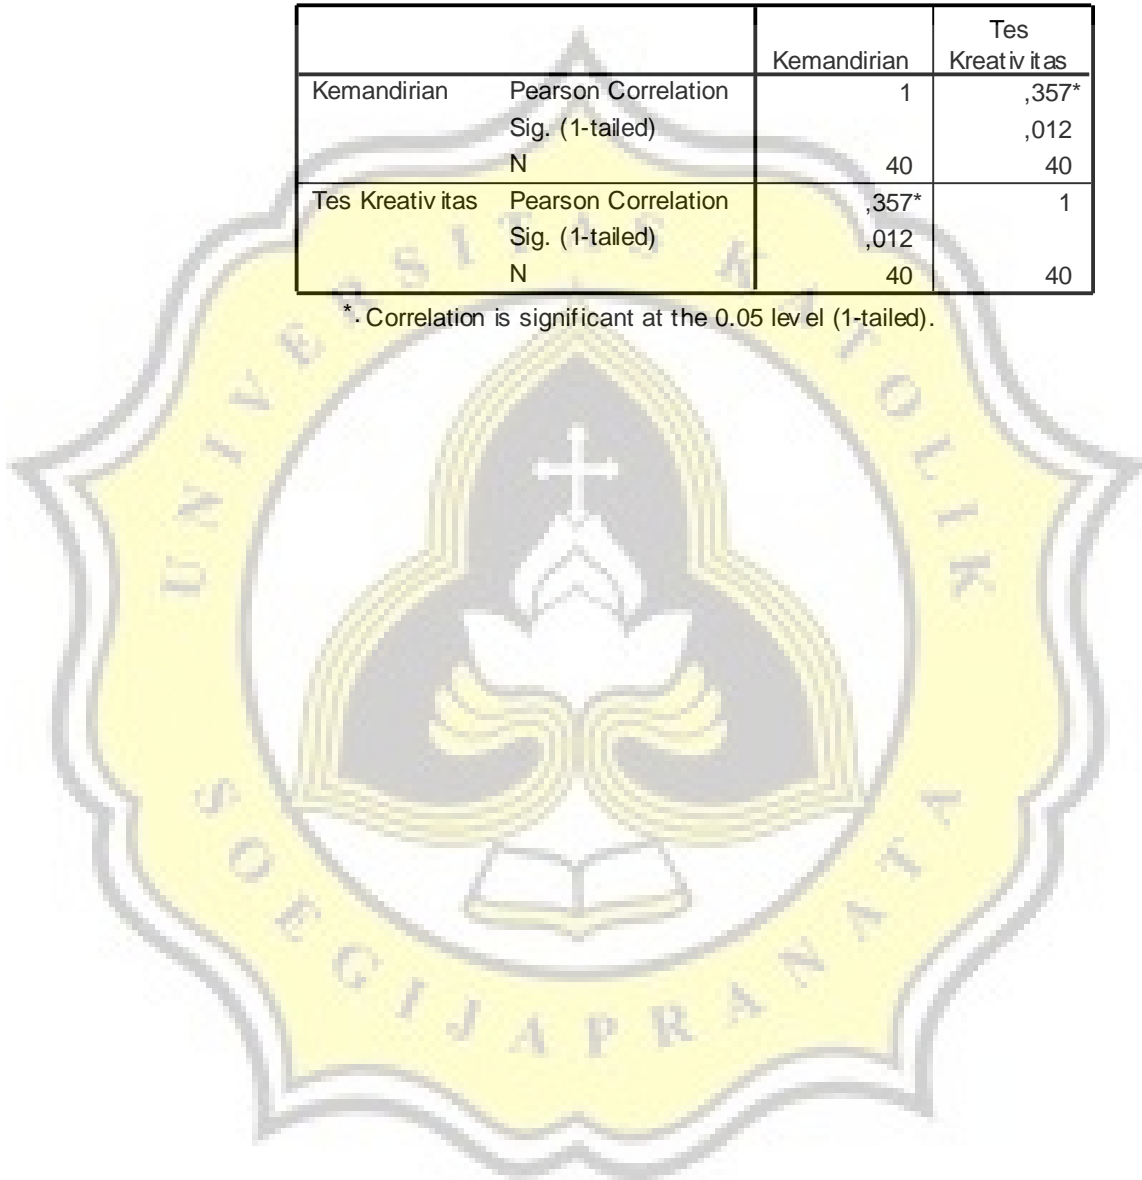 Kemandirian Tes Kreativitas
Kemandirian Pearson Correlation 1 ,357*
Sig. (1-tailed) ,012
N 40 40
Tes Kreativitas Pearson Correlation ,357* 1
Sig. (1-tailed) ,012
N 40 40
*. Correlation is significant at the 0.05 level (1-tailed).
UNIVERSITAS KATOLIK
SOEGIJAPRANATA